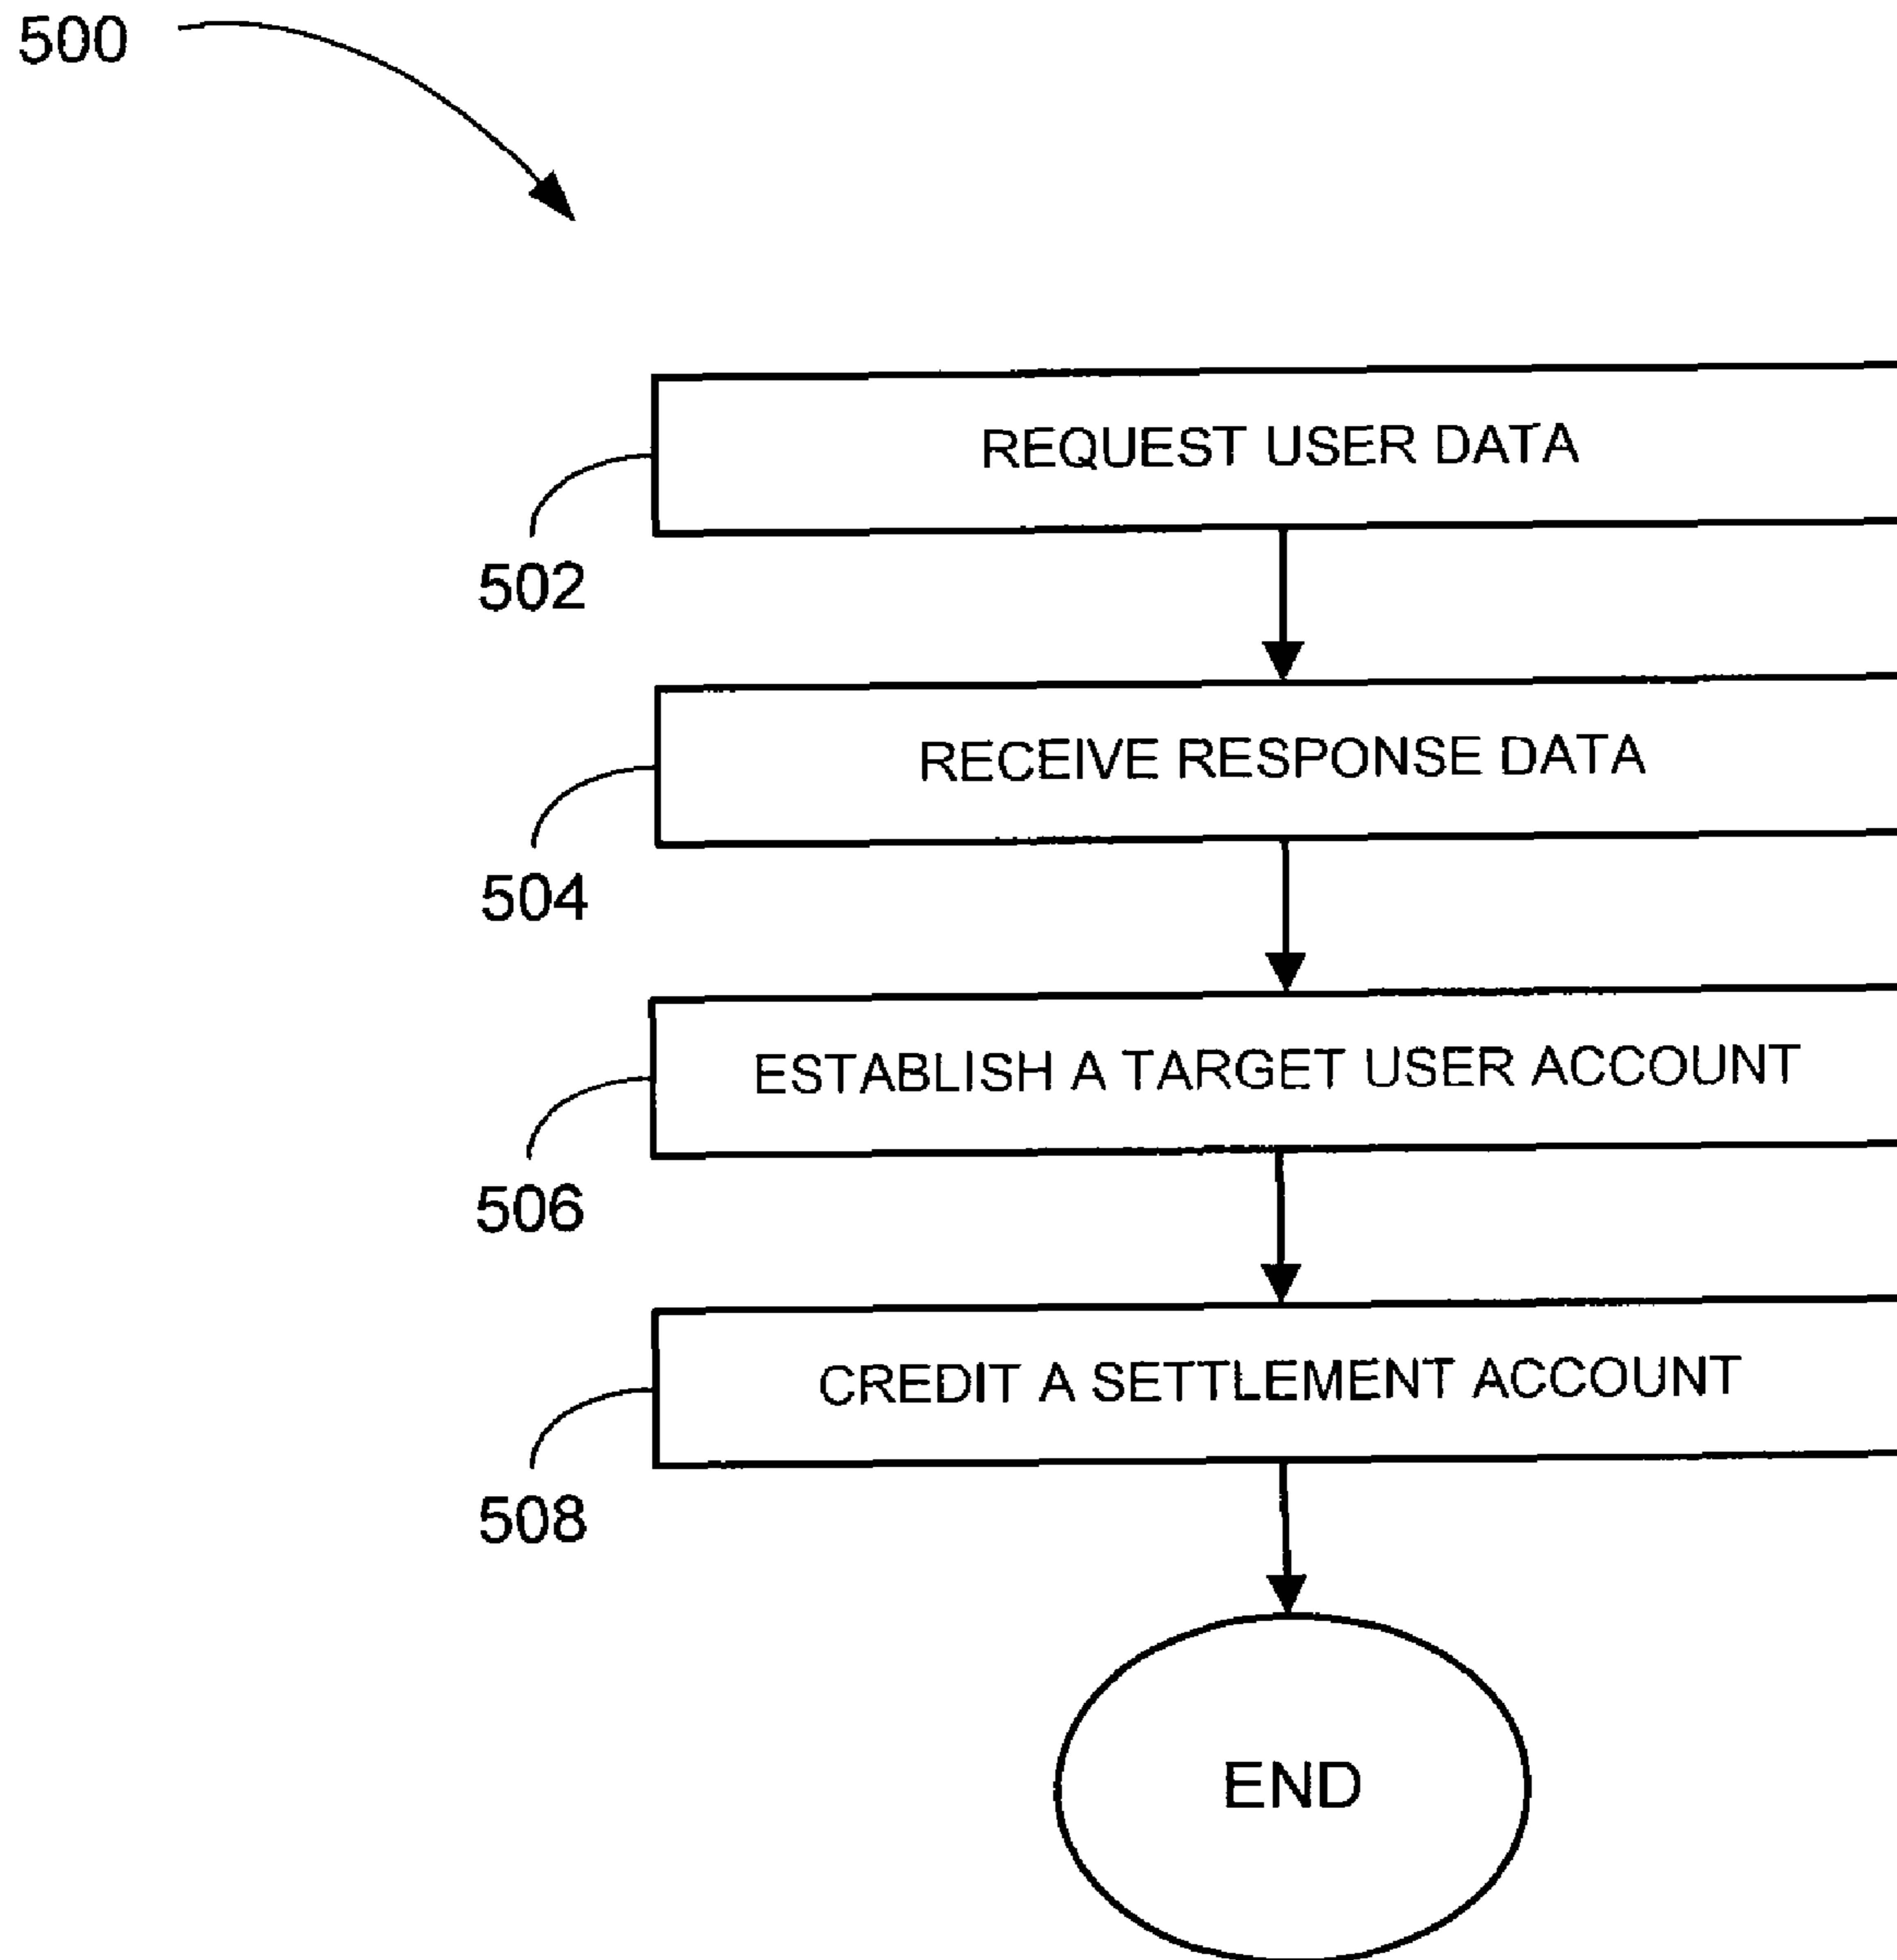 500
REQUEST USER DATA
502
RECEIVE RESPONSE DATA
504
ESTABLISH A TARGET USER ACCOUNT
506
CREDIT A SETTLEMENT ACCOUNT
508
END